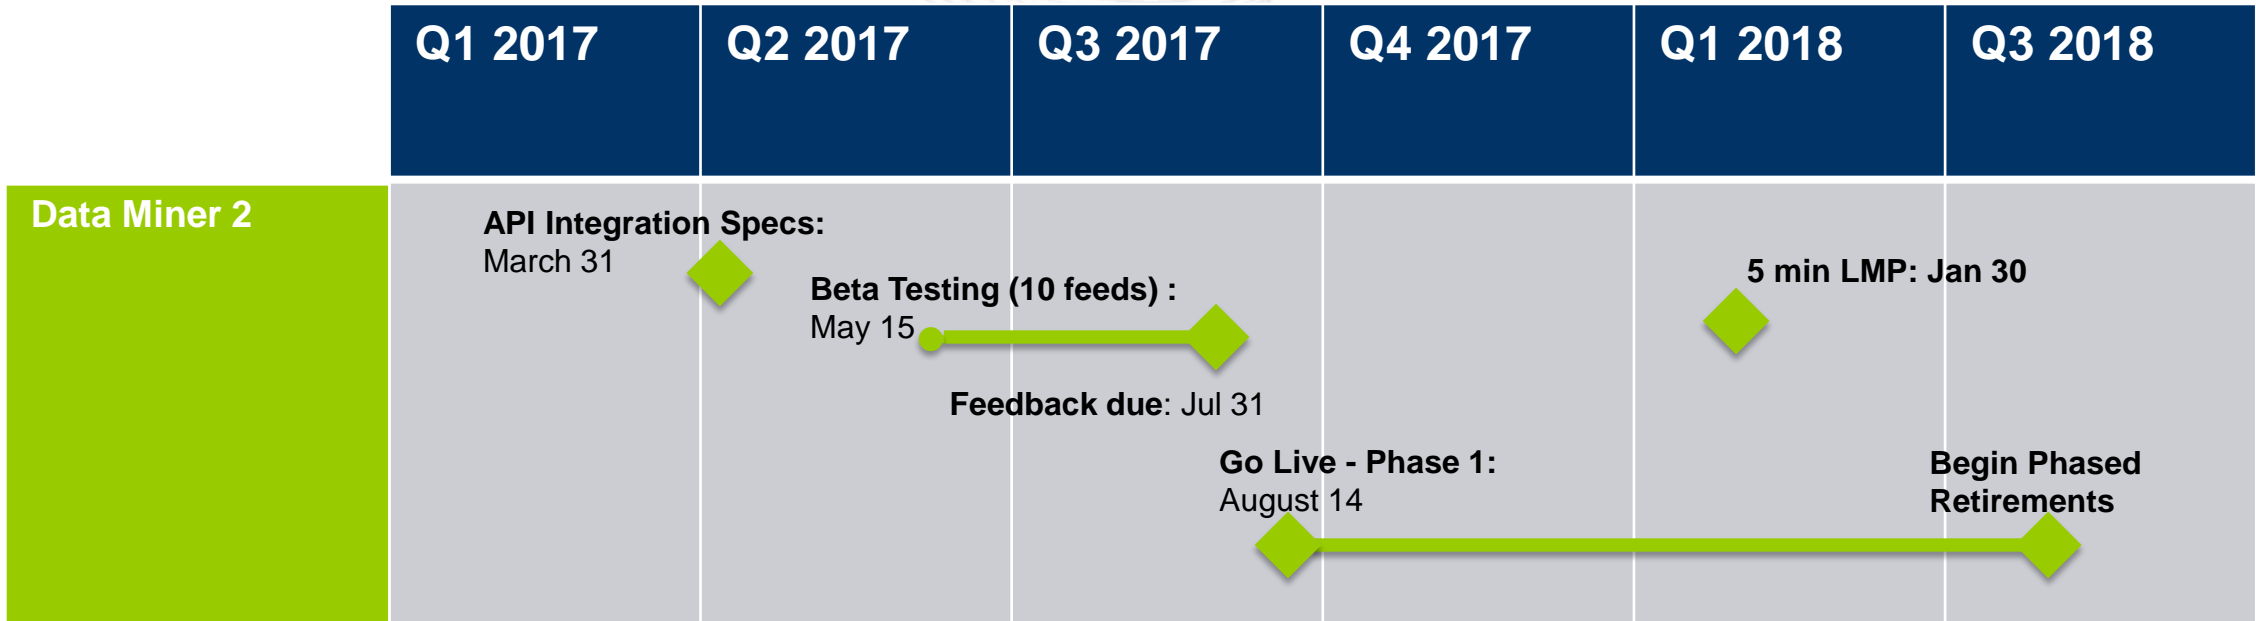 Q1 2017
Q2 2017
Q3 2017
Q4 2017
Q1 2018
Q3 2018
Data Miner 2
API Integration Specs:
March 31
Beta Testing (10 feeds) :
May 15
Feedback due: Jul 31
5 min LMP: Jan 30
Go Live - Phase 1:
August 14
Begin Phased
Retirements